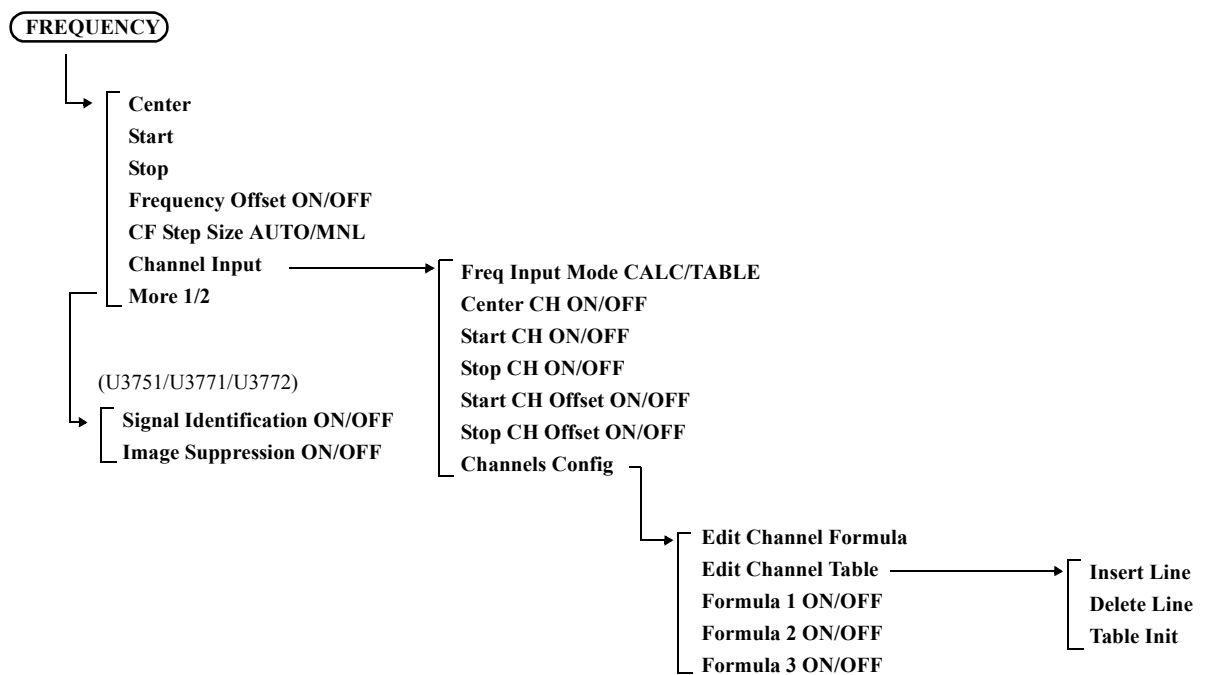 FREQUENCY
Center
Start
Stop
Frequency Offset ON/OFF
CF Step Size AUTO/MNL
Channel Input
More 1/2
(U3751/U3771/U3772)
Signal Identification ON/OFF
Image Suppression ON/OFF
Freq Input Mode CALC/TABLE
Center CH ON/OFF
Start CH ON/OFF
Stop CH ON/OFF
Start CH Offset ON/OFF
Stop CH Offset ON/OFF
Channels Config
Edit Channel Formula
Edit Channel Table
Formula 1 ON/OFF
Formula 2 ON/OFF
Formula 3 ON/OFF
Insert Line
Delete Line
Table Init